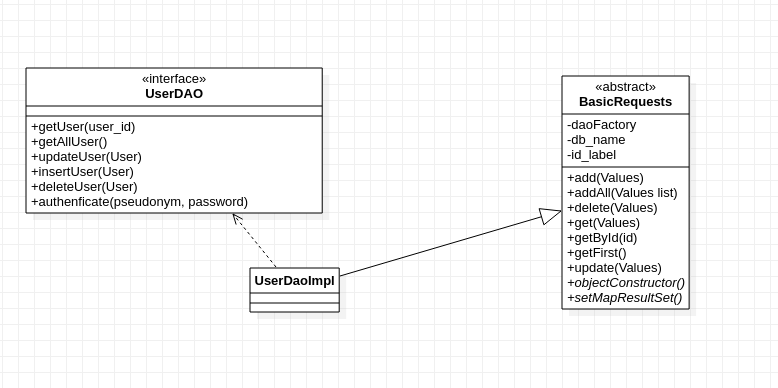 «interface»
UserDAO
+getUser(user_id)
+getAllUser()
+updateUser(User)
+insertUser(User)
+deleteUser(User)
+authenficate(pseudonym, password)
UserDaoImpl
«abstract»
BasicRequests
-daoFactory
-db_name
-id_label
+add(Values)
+addAll(Values list)
+delete(Values)
+get(Values)
+getById(id)
+getFirst()
+update(Values)
+objectConstructor()
+setMapResultSet()